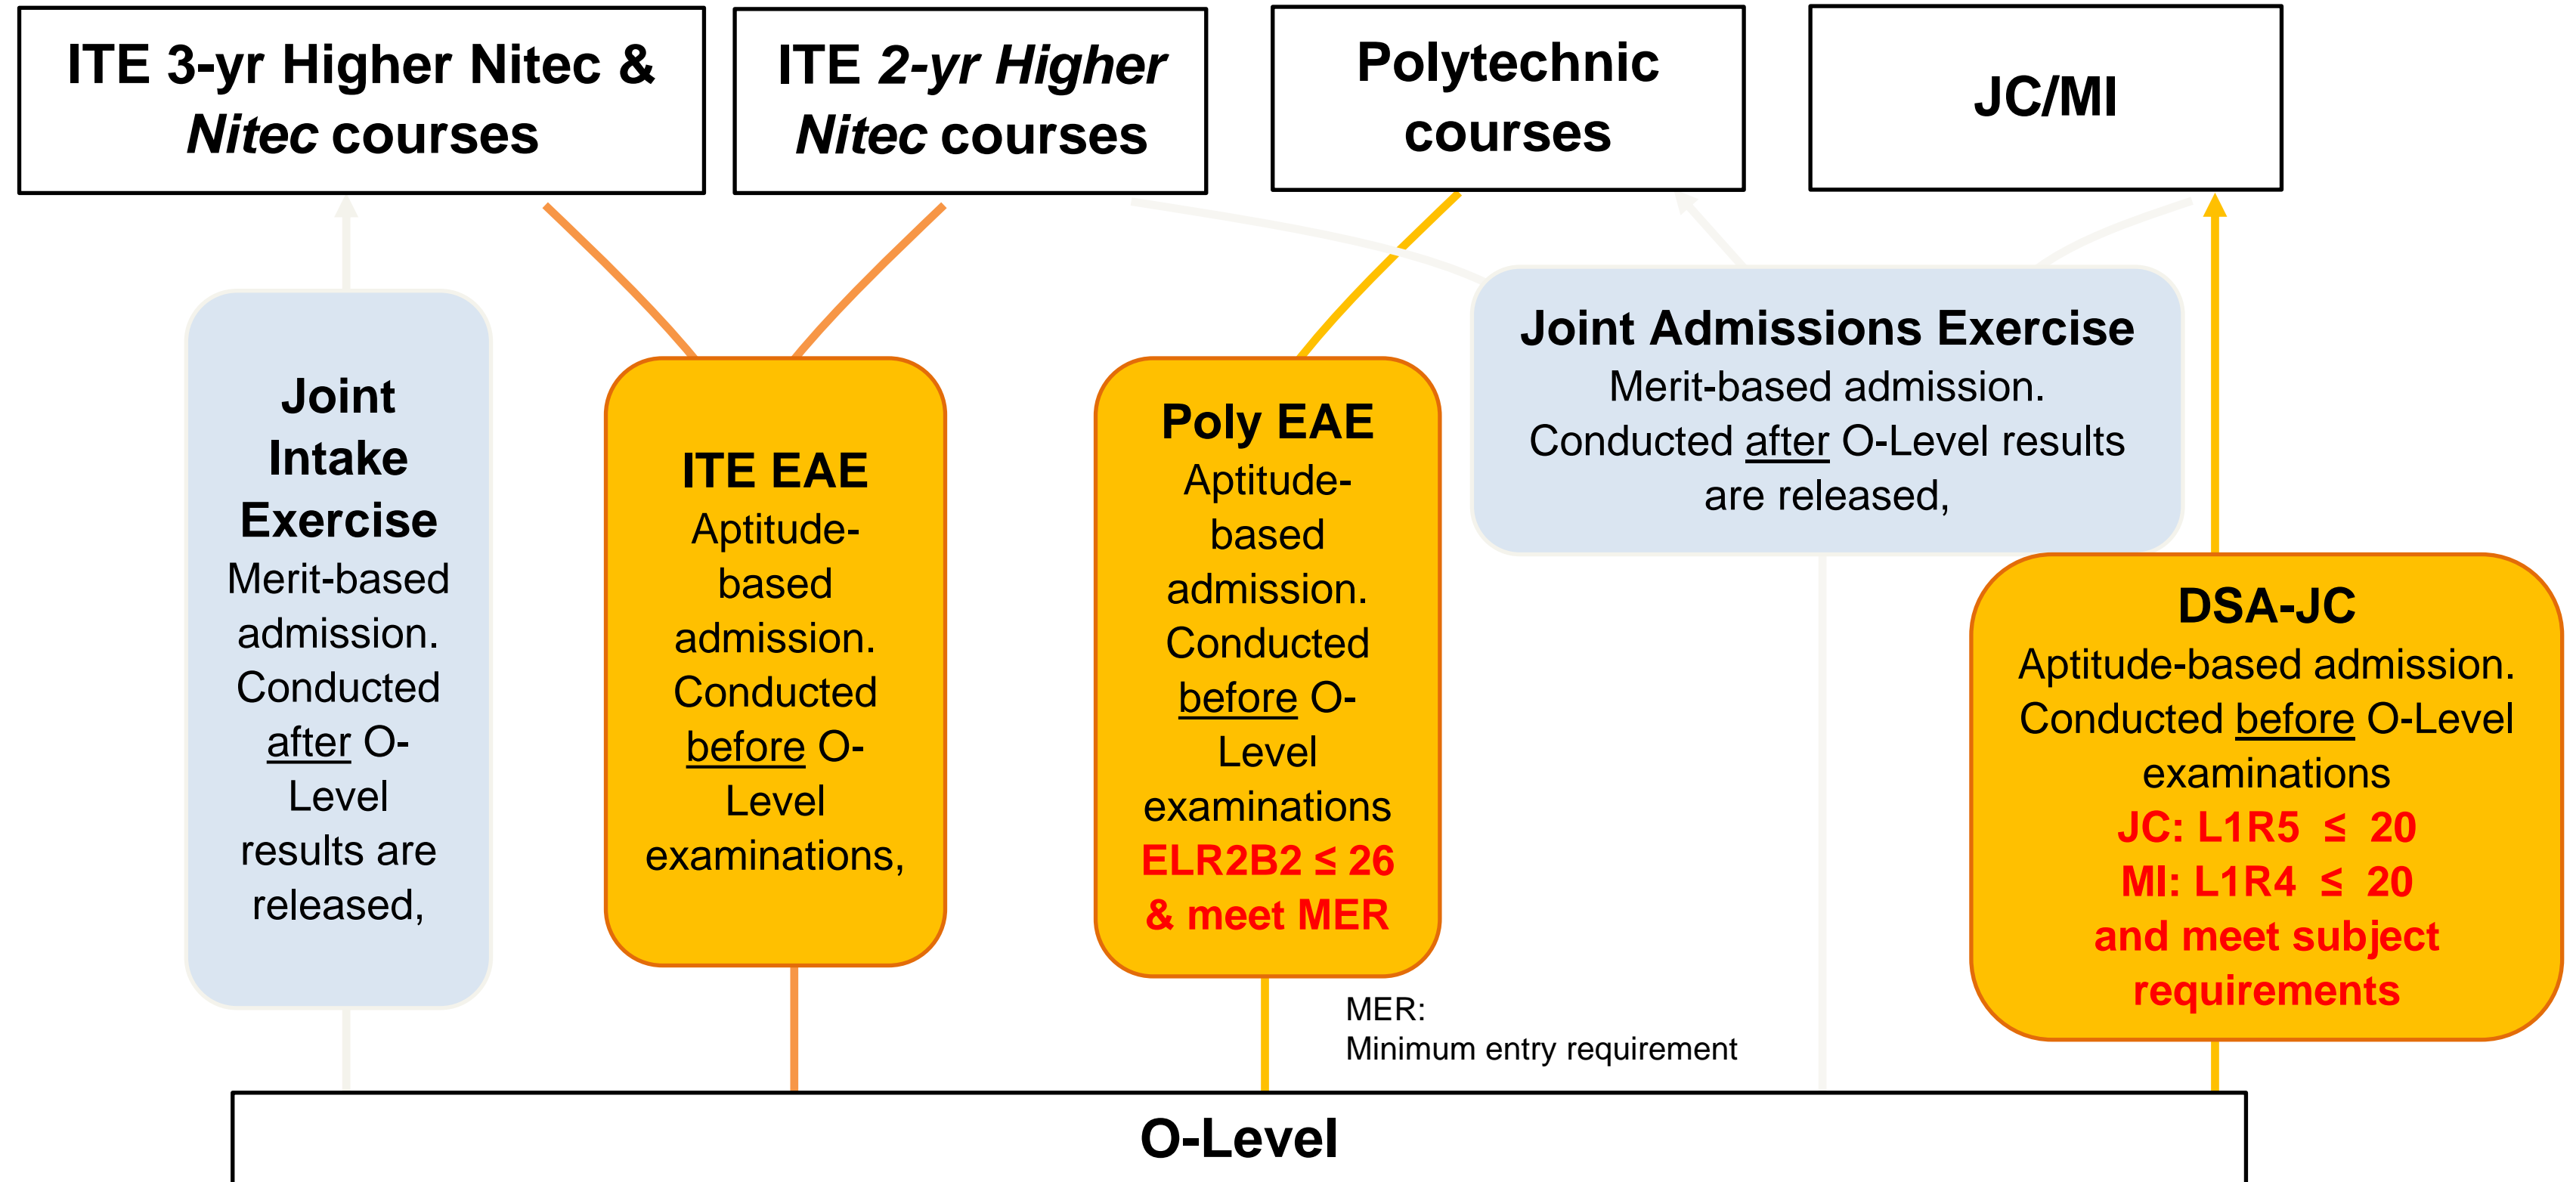 ITE 3-yr Higher Nitec &
Nitec courses
ITE 2-yr Higher
Nitec courses
Polytechnic
courses
JC/MI
Joint
Intake
Exercise
Merit-based
admission.
Conducted
after O-
Level
results are
released,
ITE EAE
Aptitude-
based
admission.
Conducted
before O-
Level
examinations,
Poly EAE
Aptitude-
based
admission.
Conducted
before O-
Level
examinations
ELR2B2 ≤ 26
& meet MER
Joint Admissions Exercise
Merit-based admission.
Conducted after O-Level results
are released,
DSA-JC
Aptitude-based admission.
Conducted before O-Level
examinations
JC: L1R5 ≤ 20
MI: L1R4 ≤ 20
and meet subject
requirements
MER:
Minimum entry requirement
O-Level